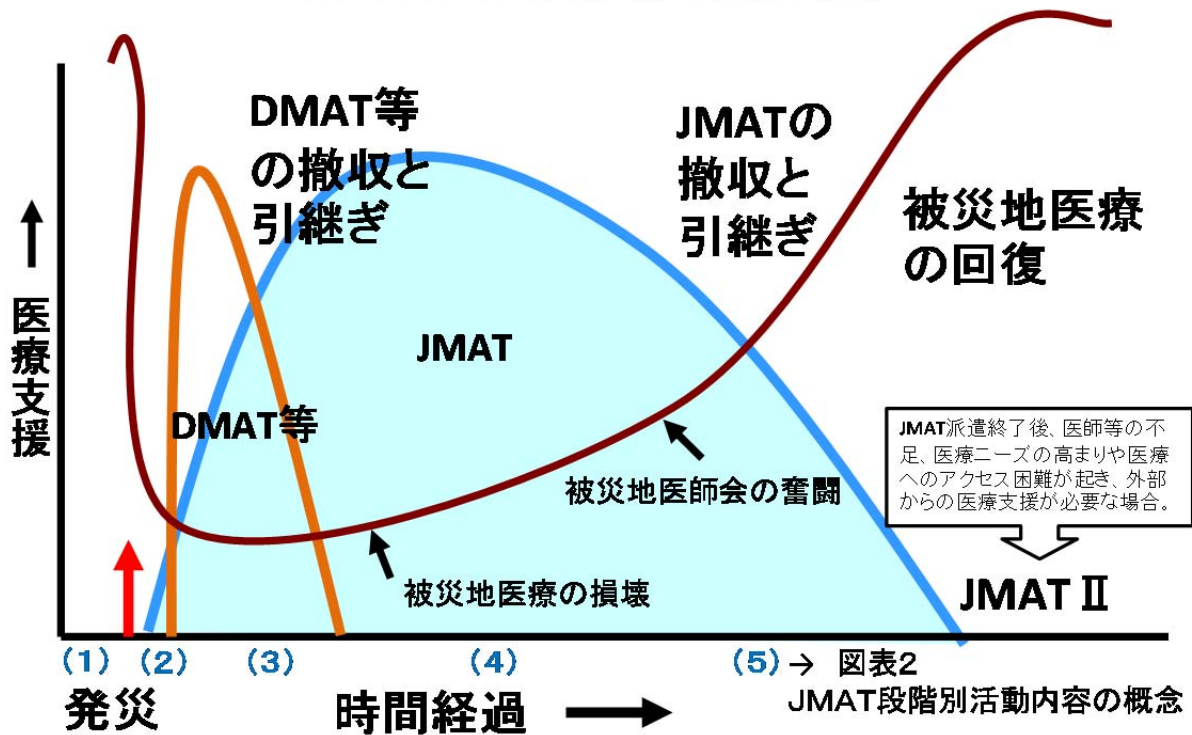 DMAT等
の撤収と
引継ぎ
JMATの
撤収と
引継ぎ
被災地医療
の回復
医療支援
JMAT
DMAT等
JMAT派遣終了後、医師等の不
足、医療ニーズの高まりや医療
へのアクセス困難が起き、外部
からの医療支援が必要な場合。
被災地医師会の奮闘
被災地医療の損壊
JMAT Ⅱ
(1) (2) (3) (4) (5) → 図表2
JMAT段階別活動内容の概念
発災
時間経過